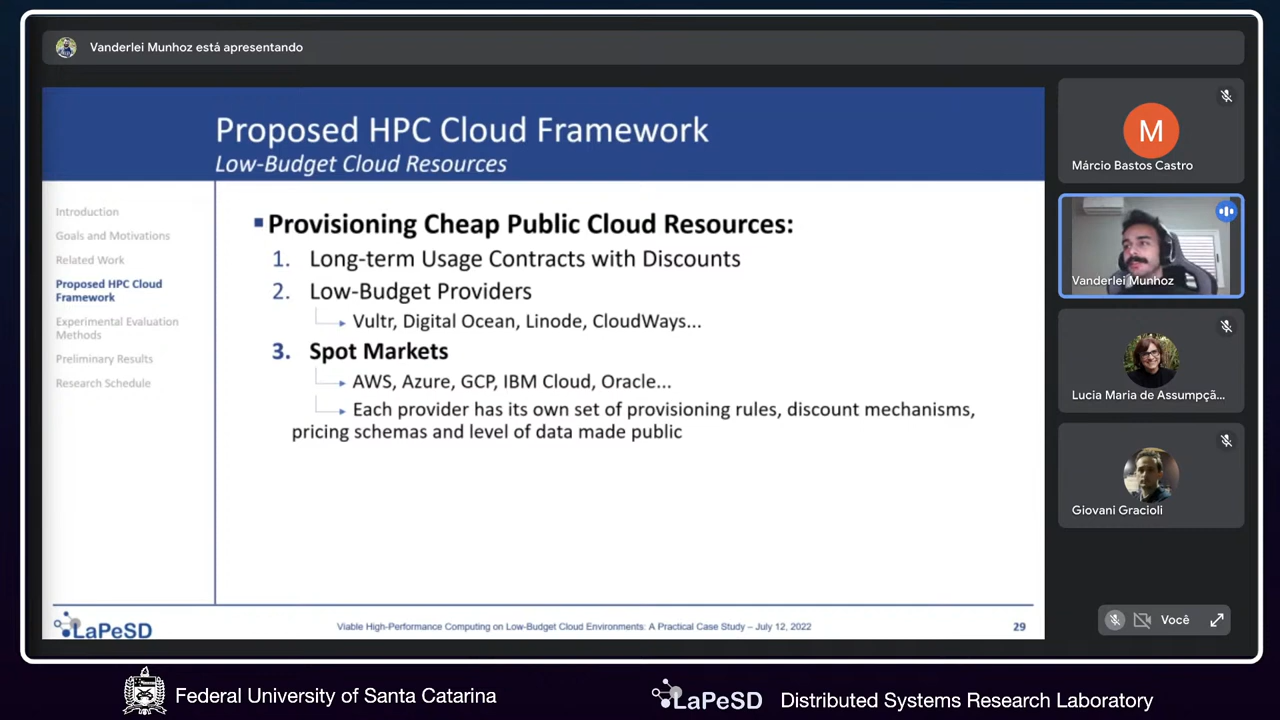 Vanderlei Munhoz está apresentando
Proposed HPC Cloud Framework
Low-Budget Cloud Resources
Introduction
Goals and Motivations
Related Work
Proposed HPC Cloud
Framework
Experimental Evaluation
Methods
Preliminary Results
Research Schedule
Provisioning Cheap Public Cloud Resources:
1. Long-term Usage Contracts with Discounts
2. Low-Budget Providers
Vultr, Digital Ocean, Linode, CloudWays...
3. Spot Markets
AWS, Azure, GCP, IBM Cloud, Oracle...
Each provider has its own set of provisioning rules, discount mechanisms,
pricing schemas and level of data made public
LaPeSD
Viable High-Performance Computing on Low-Budget Cloud Environments: A Practical Case Study – July 12, 2022
29
M
Márcio Bastos Castro
Vanderlei Munhoz
Lucia Maria de Assumpçã...
Giovani Gracioli
Você
Federal University of Santa Catarina
LaPeSD
Distributed Systems Research Laboratory